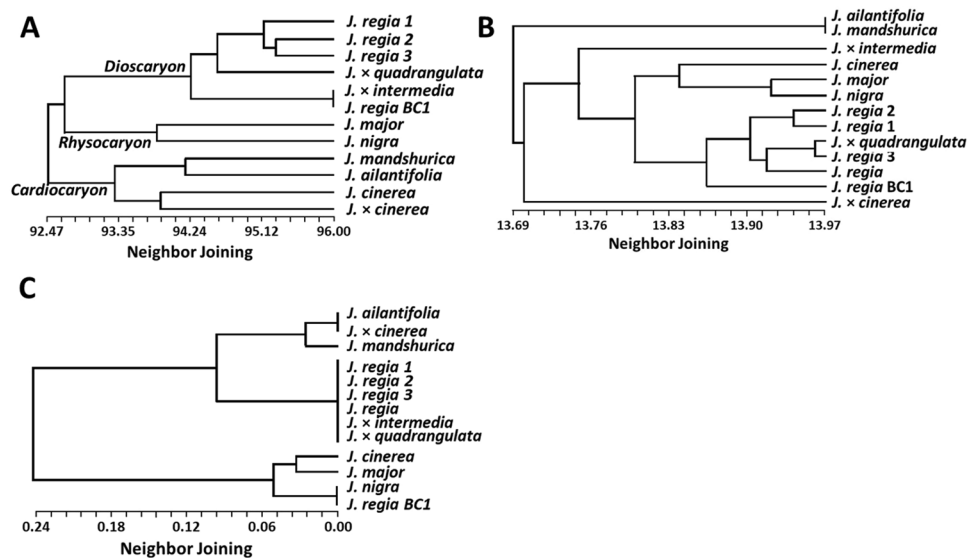 A
J. regia 1
J. regia 2
J. regia 3
J. × quadrangulata
J. × intermedia
J. regia BC1
J. major
J. nigra
J. mandshurica
J. ailantifolia
J. cinerea
J. × cinerea
Dioscaryon
Rhysocaryon
Cardiocaryon
92.47 93.35 94.24 95.12 96.00
Neighbor Joining
B
J. ailantifolia
J. mandshurica
J. × intermedia
J. cinerea
J. major
J. nigra
J. regia 2
J. regia 1
J. × quadrangulata
J. regia 3
J. regia
J. regia BC1
J. × cinerea
13.69 13.76 13.83 13.90 13.97
Neighbor Joining
C
J. ailantifolia
J. × cinerea
J. mandshurica
J. regia 1
J. regia 2
J. regia 3
J. regia
J. × intermedia
J. × quadrangulata
J. cinerea
J. major
J. nigra
J. regia BC1
0.24 0.18 0.12 0.06 0.00
Neighbor Joining